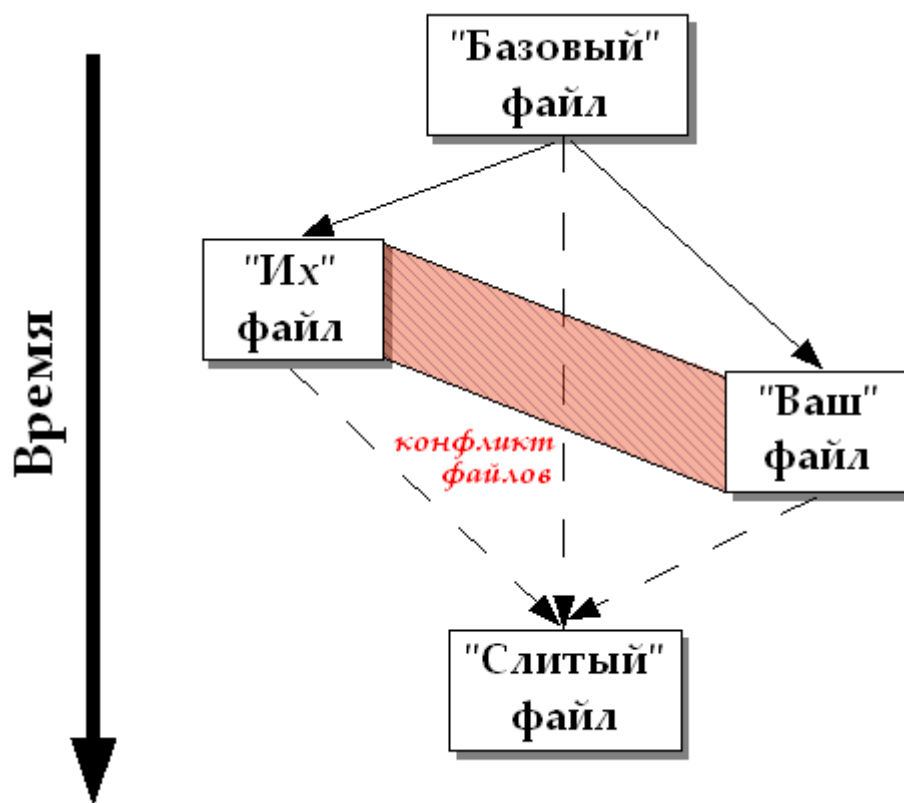 "Базовый"
файл
"Их"
файл
Время
"Ваш"
файл
конфликт
файлов
"Слитый"
файл